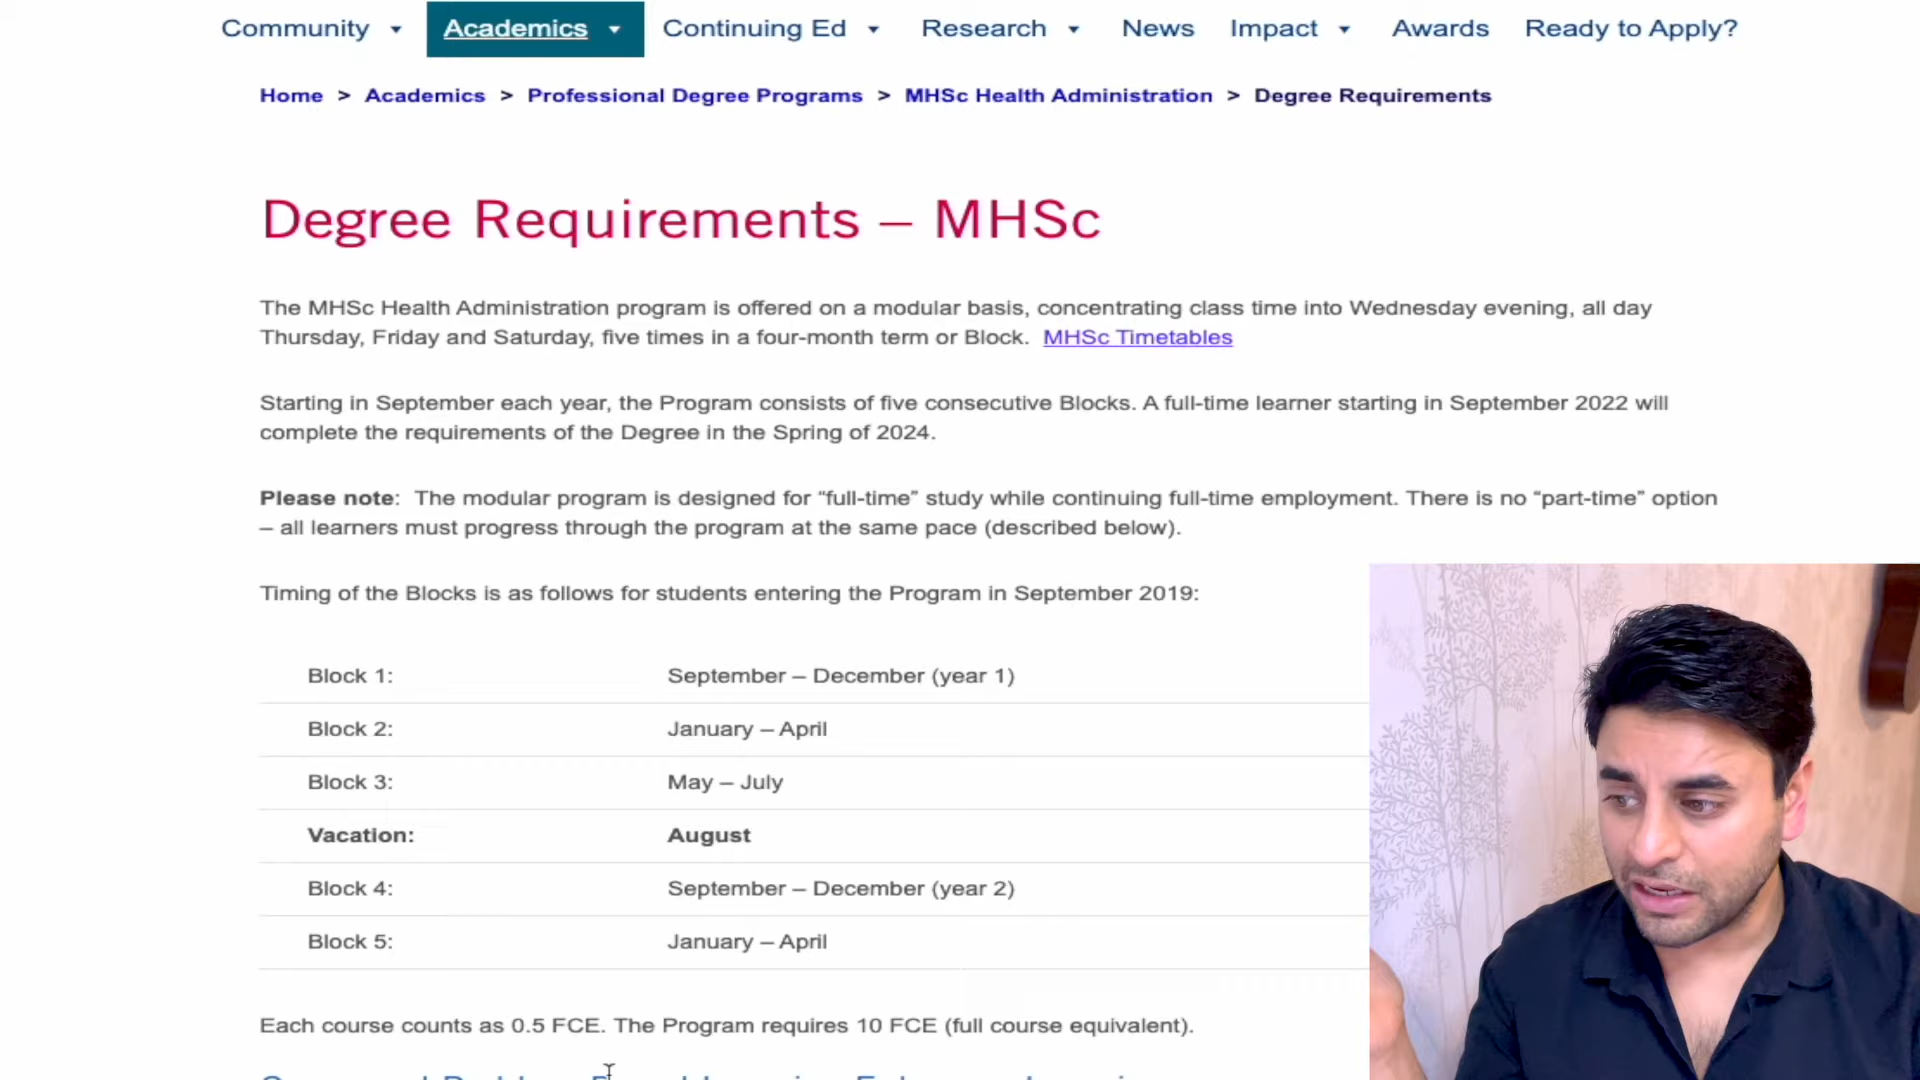 Community Academics Continuing Ed Research News Impact Awards Ready to Apply?
Home > Academics > Professional Degree Programs > MHSc Health Administration > Degree Requirements
Degree Requirements – MHSc
The MHSc Health Administration program is offered on a modular basis, concentrating class time into Wednesday evening, all day
Thursday, Friday and Saturday, five times in a four-month term or Block. MHSc Timetables
Starting in September each year, the Program consists of five consecutive Blocks. A full-time learner starting in September 2022 will
complete the requirements of the Degree in the Spring of 2024.
Please note: The modular program is designed for “full-time” study while continuing full-time employment. There is no “part-time” option
– all learners must progress through the program at the same pace (described below).
Timing of the Blocks is as follows for students entering the Program in September 2019:
Block 1: September – December (year 1)
Block 2: January – April
Block 3: May – July
Vacation: August
Block 4: September – December (year 2)
Block 5: January – April
Each course counts as 0.5 FCE. The Program requires 10 FCE (full course equivalent).